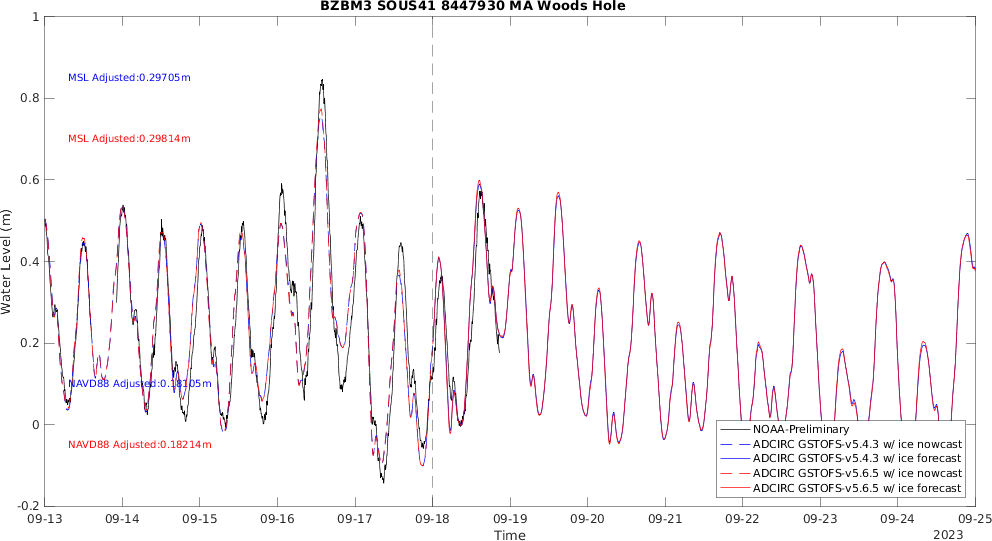 BZBM3 SOUS41 8447930 MA Woods Hole
1
0.8
0.6
0.4
0.2
0
-0.2
Water Level (m)
MSL Adjusted:0.29705m
MSL Adjusted:0.29814m
NAVD88 Adjusted:0.18105m
NAVD88 Adjusted:0.18214m
NOAA-Preliminary
ADCIRC GSTOFS-v5.4.3 w/ ice nowcast
ADCIRC GSTOFS-v5.4.3 w/ ice forecast
ADCIRC GSTOFS-v5.6.5 w/ ice nowcast
ADCIRC GSTOFS-v5.6.5 w/ ice forecast
09-13 09-14 09-15 09-16 09-17 09-18 09-19 09-20 09-21 09-22 09-23 09-24 09-25
Time
2023